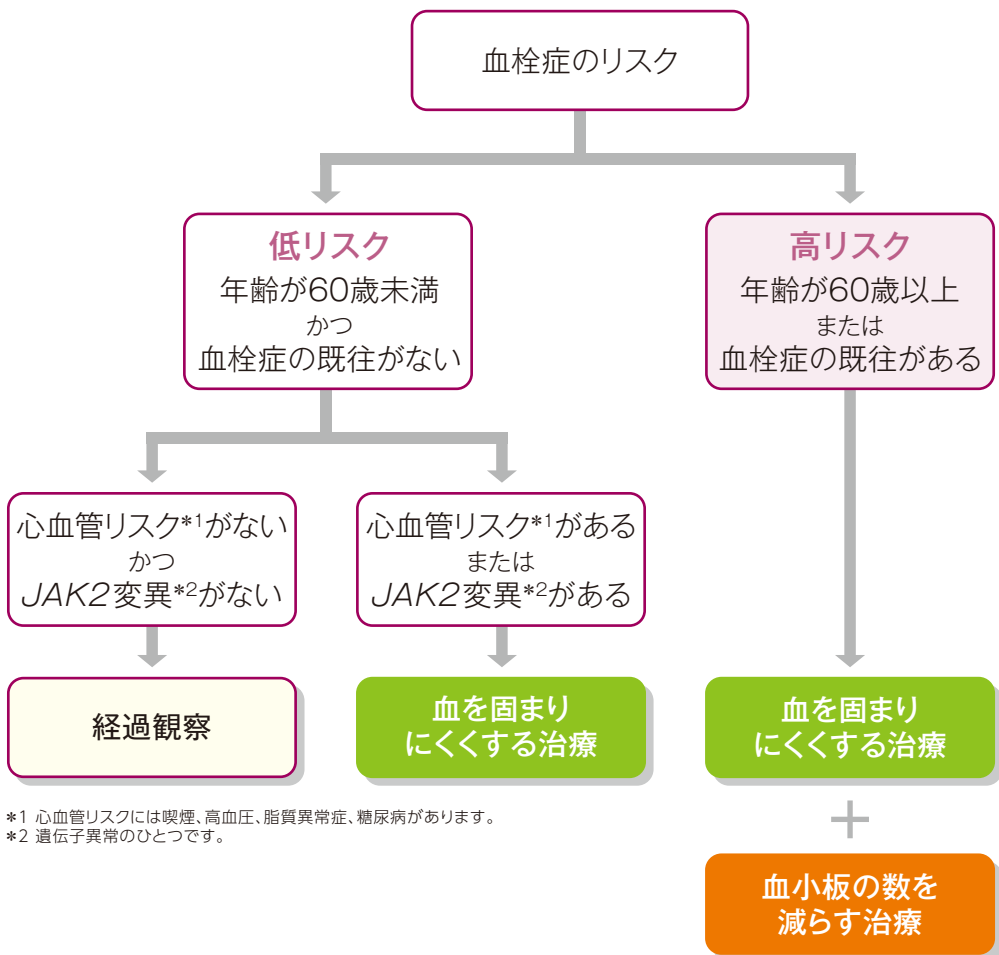 血栓症のリスク
低リスク
年齢が60歳未満
かつ
血栓症の既往がない
高リスク
年齢が60歳以上
または
血栓症の既往がある
心血管リスク*1がない
かつ
JAK2変異*2がない
心血管リスク*1がある
または
JAK2変異*2がある
経過観察
血を固まり
にくくする治療
血を固まり
にくくする治療
*1 心血管リスクには喫煙、高血圧、脂質異常症、糖尿病があります。
*2 遺伝子異常のひとつです。
+
血小板の数を
減らす治療